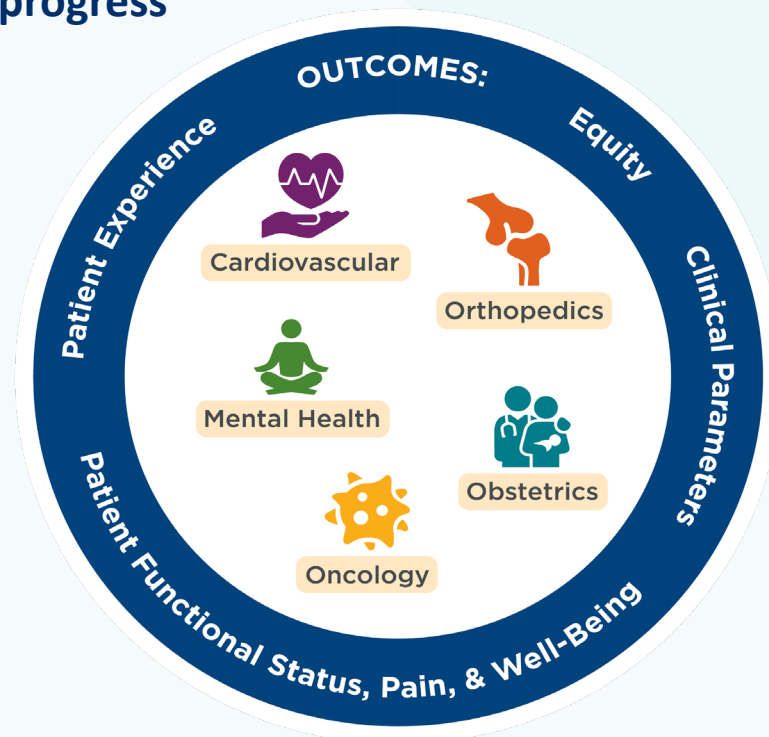 progress
OUTCOMES:
Equity
Clinical Parameters
Patient Functional Status, Pain, & Well-Being
Patient Experience
Cardiovascular
Orthopedics
Mental Health
Obstetrics
Oncology